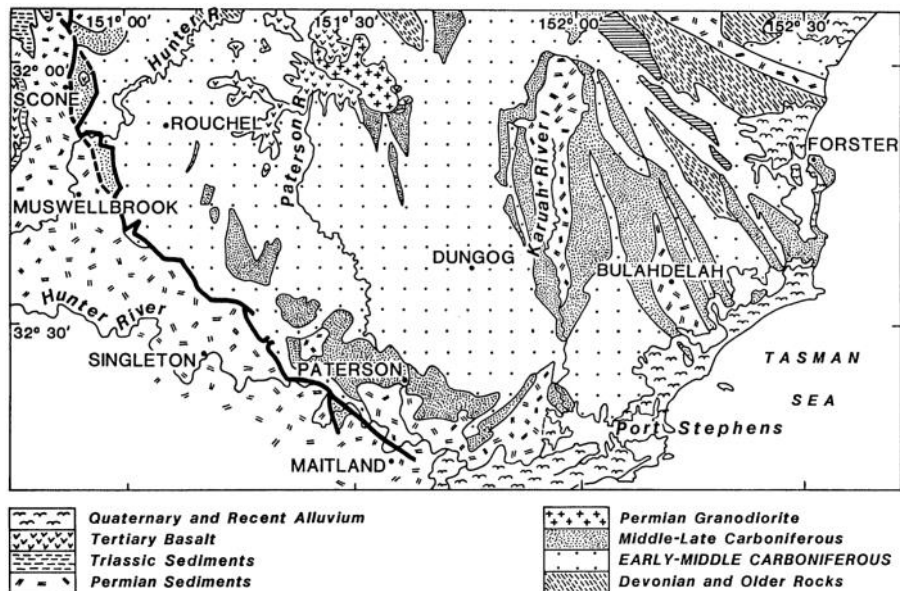 151° 00'
151° 30'
152° 00'
152° 30'
Hunter R.
32° 00'
SCONE
ROUCHEL
Paterson R.
Karuah River
FORSTER
MUSWELLBROOK
DUNGOG
BULAHDELAH
Hunter River
32° 30'
SINGLETON
PATERSON
TASMAN
SEA
Port Stephens
MAITLAND
Quaternary and Recent Alluvium
Tertiary Basalt
Triassic Sediments
Permian Sediments
Permian Granodiorite
Middle-Late Carboniferous
EARLY-MIDDLE CARBONIFEROUS
Devonian and Older Rocks